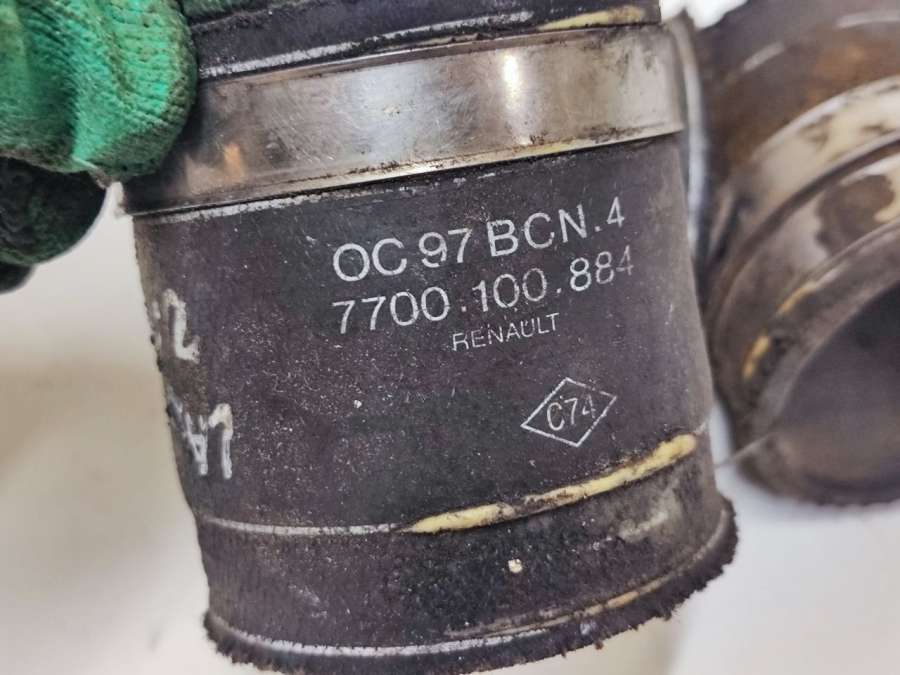 OC 97 BCN.4
7700.100.884
RENAULT
C74